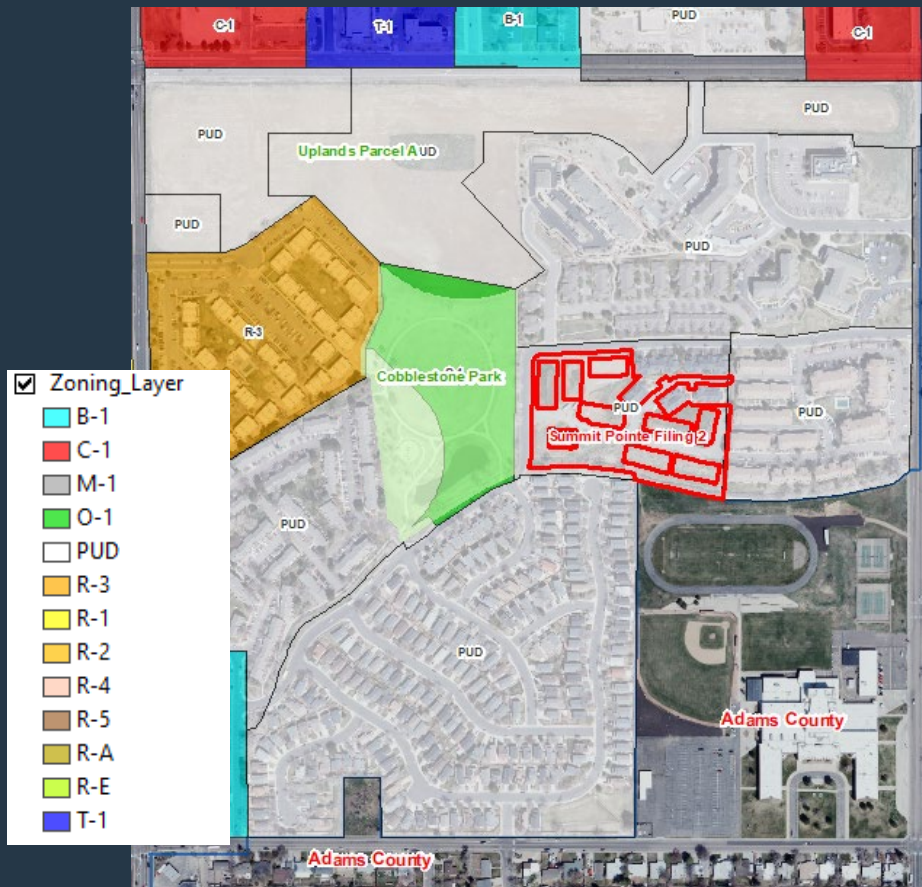 C-1
T-1
B-1
PUD
C-1
PUD
PUD
Uplands Parcel A
UD
PUD
PUD
R-3
Cobblestone Park
PUD
Summit Pointe Filing 2
PUD
Zoning_Layer
B-1
C-1
M-1
O-1
PUD
R-3
R-1
R-2
R-4
R-5
R-A
R-E
T-1
PUD
PUD
Adams County
Adams County